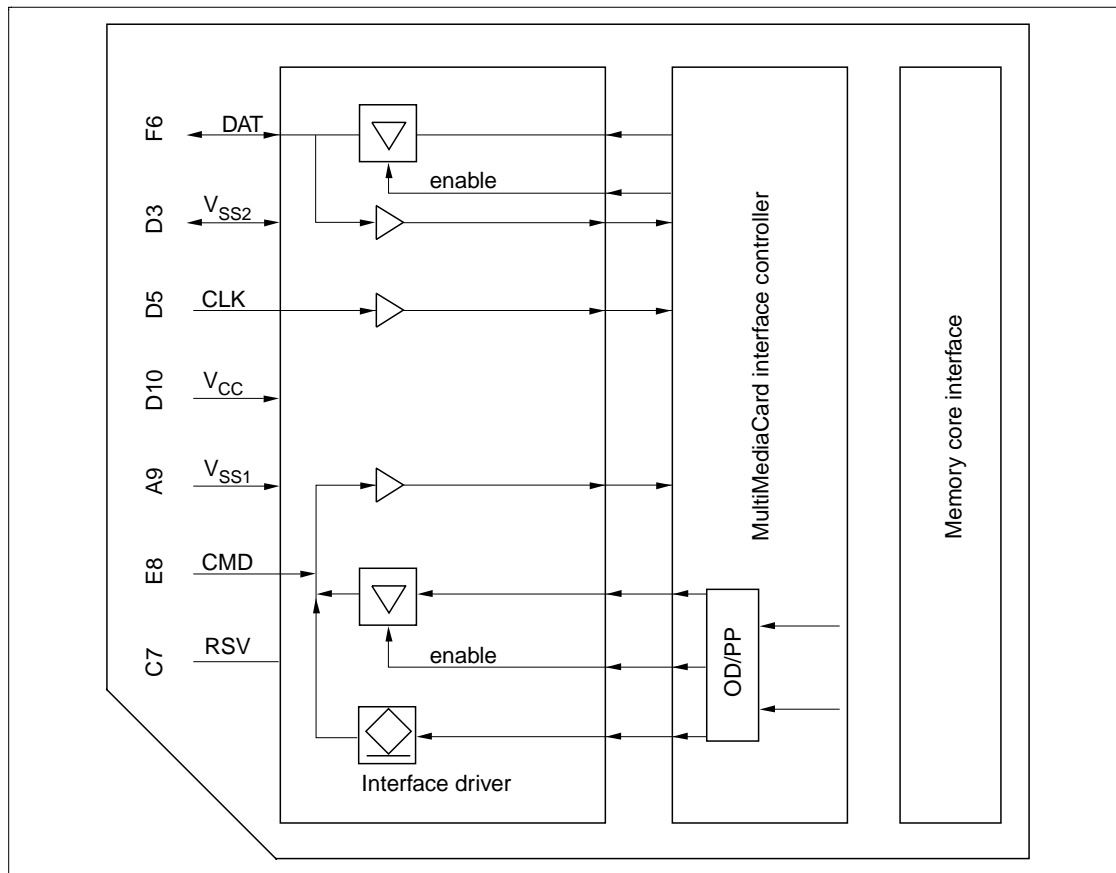 F6
DAT
enable
D3
VSS2
D5
CLK
D10
VCC
A9
VSS1
E8
CMD
enable
C7
RSV
Interface driver
OD/PP
MultiMediaCard interface controller
Memory core interface